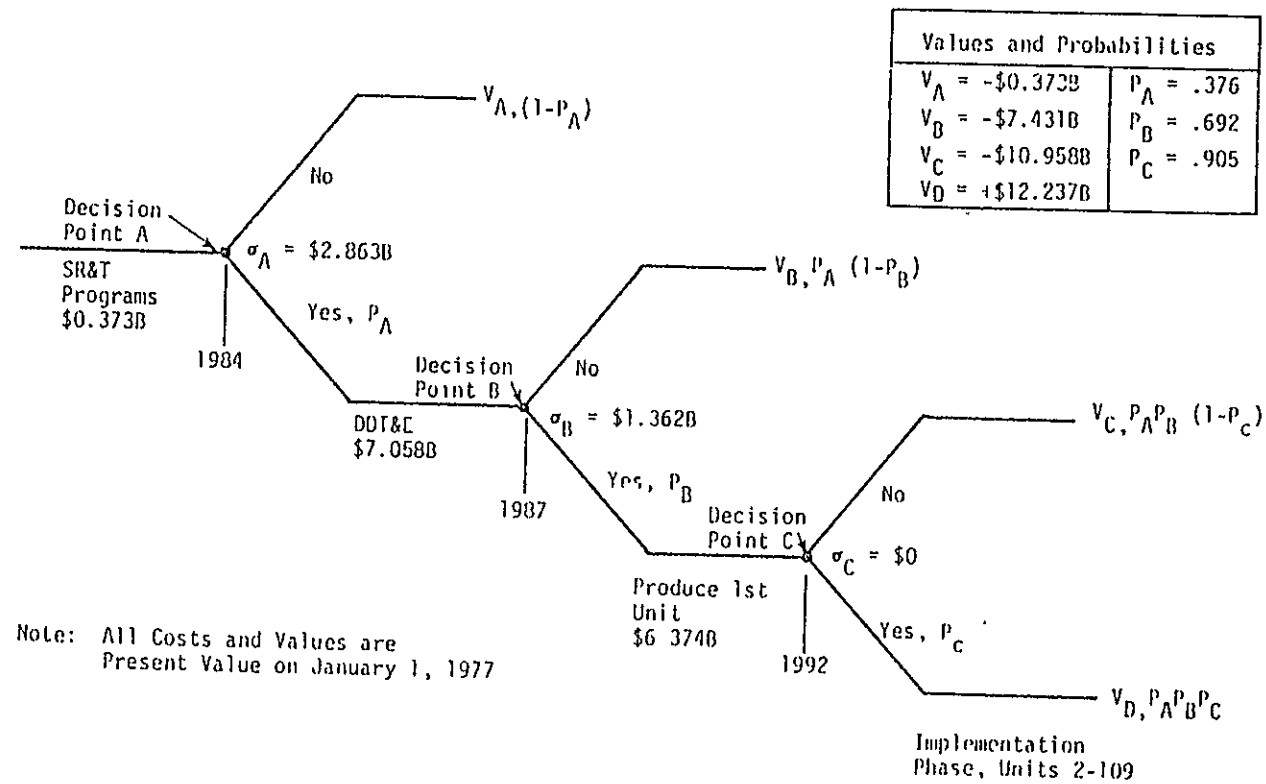 Values and Probabilities
V_A = -$0.373B P_A = .376
V_B = -$7.431B P_B = .692
V_C = -$10.958B P_C = .905
V_D = +$12.237B
V_A, (1-P_A)
No
Decision
Point A
σ_A = $2.863B
SR&T
Programs
$0.373B
Yes, P_A
1984
V_B, P_A (1-P_B)
No
Decision
Point B
σ_B = $1.362B
DDT&E
$7.058B
Yes, P_B
1987
V_C, P_A P_B (1-P_C)
No
Decision
Point C
σ_C = $0
Produce 1st
Unit
$6 374B
Yes, P_C
1992
V_D, P_A P_B P_C
Implementation
Phase, Units 2-109
Note: All Costs and Values are
Present Value on January 1, 1977